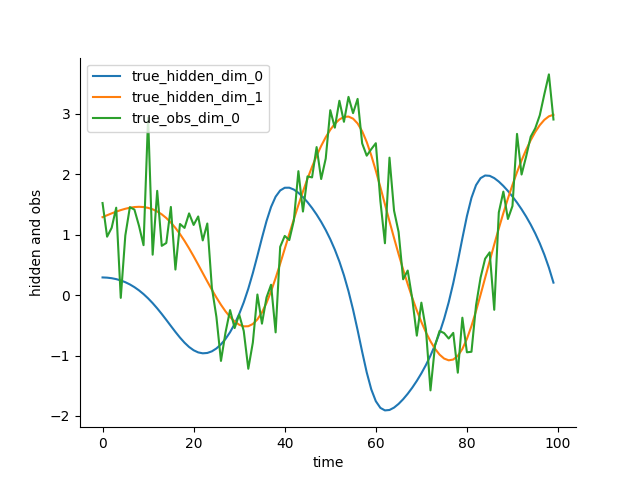 true_hidden_dim_0
true_hidden_dim_1
true_obs_dim_0
hidden and obs
3
2
1
0
−1
−2
0 20 40 60 80 100
time